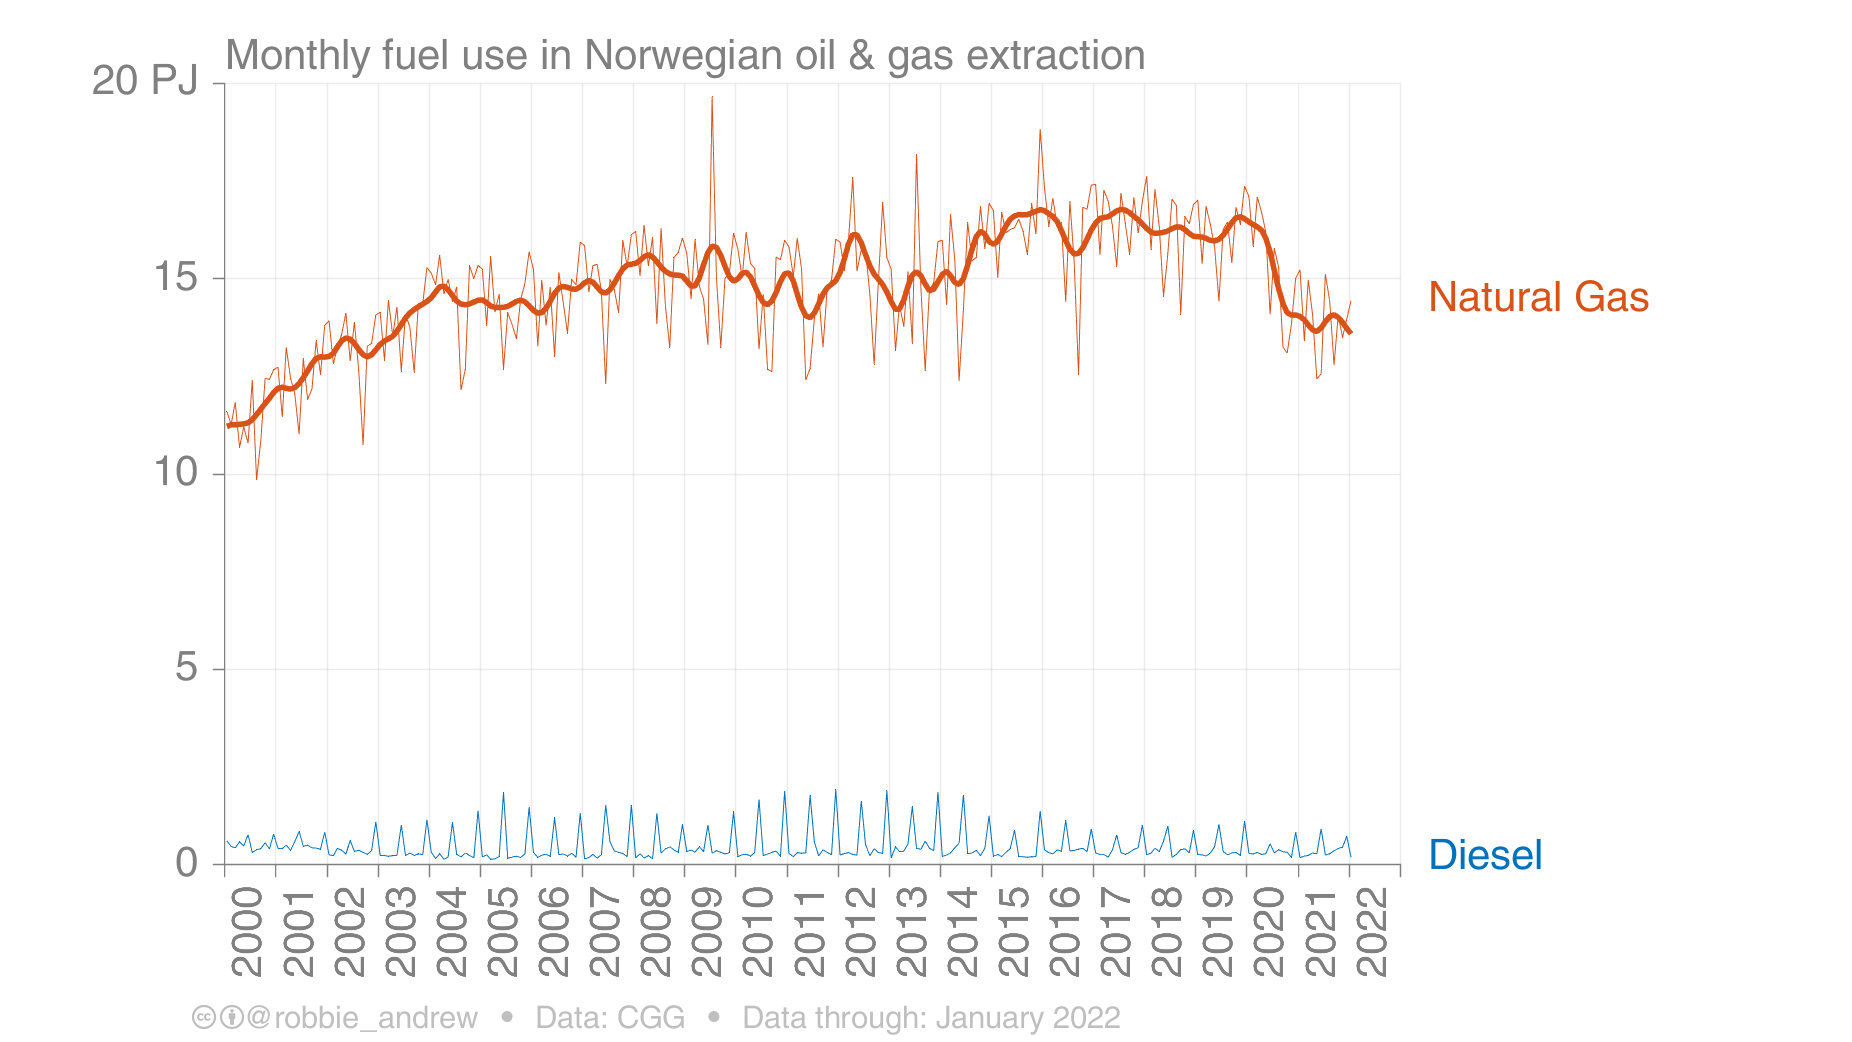 Monthly fuel use in Norwegian oil & gas extraction
20 PJ
15
10
5
0
Natural Gas
Diesel
2000 2001 2002 2003 2004 2005 2006 2007 2008 2009 2010 2011 2012 2013 2014 2015 2016 2017 2018 2019 2020 2021 2022
@robbie_andrew • Data: CGG • Data through: January 2022